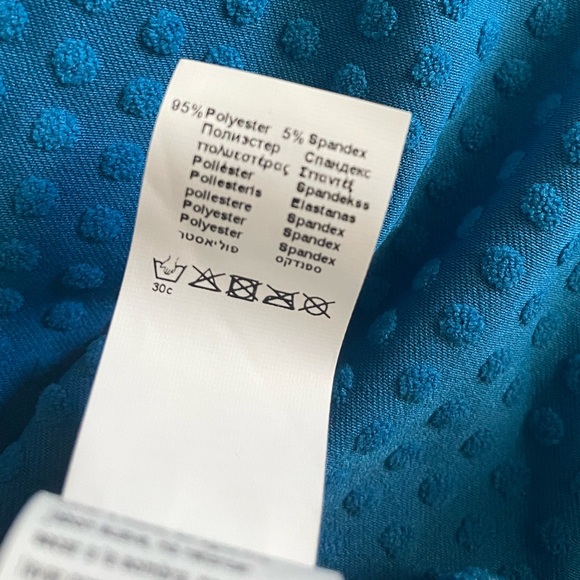 95% Polyester 5% Spandex
Полиэстер Спандекс
πολυεστέρας Σπαντέξ
Poliéster Spandekss
Poliesteris Elastanas
poliestere Spandex
Polyester Spandex
Polyester Spandex
פוליאסטר ספנדקס
30c